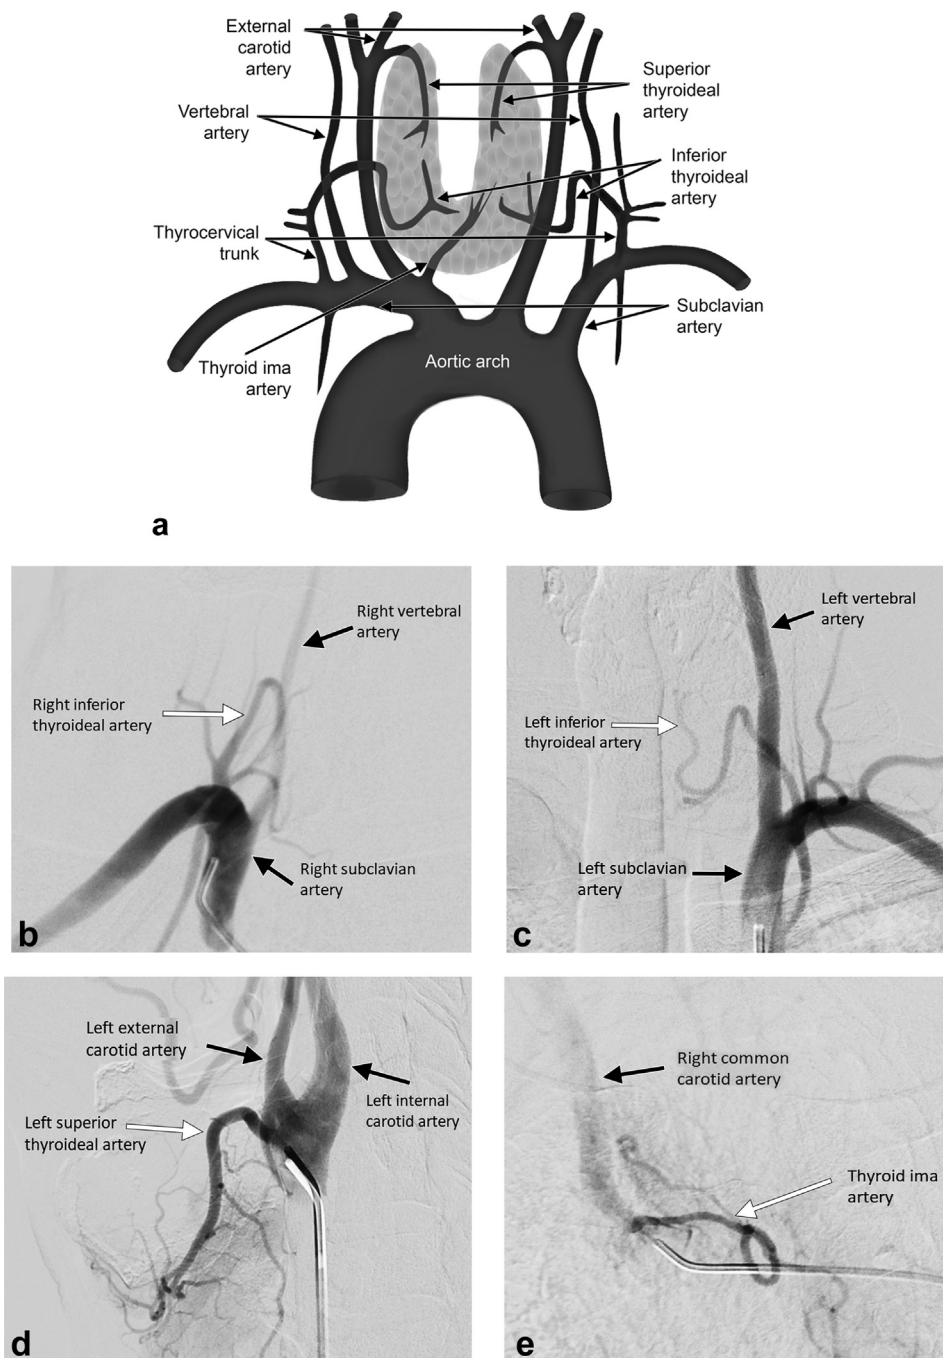 External
carotid
artery
Superior
thyroideal
artery
Vertebral
artery
Inferior
thyroideal
artery
Thyrocervical
trunk
Subclavian
artery
Thyroid ima
artery
Aortic arch
a
Right vertebral
artery
Right inferior
thyroideal artery
Right subclavian
artery
b
Left vertebral
artery
Left inferior
thyroideal artery
Left subclavian
artery
c
Left external
carotid artery
Left internal
carotid artery
Left superior
thyroideal artery
d
Right common
carotid artery
Thyroid ima
artery
e